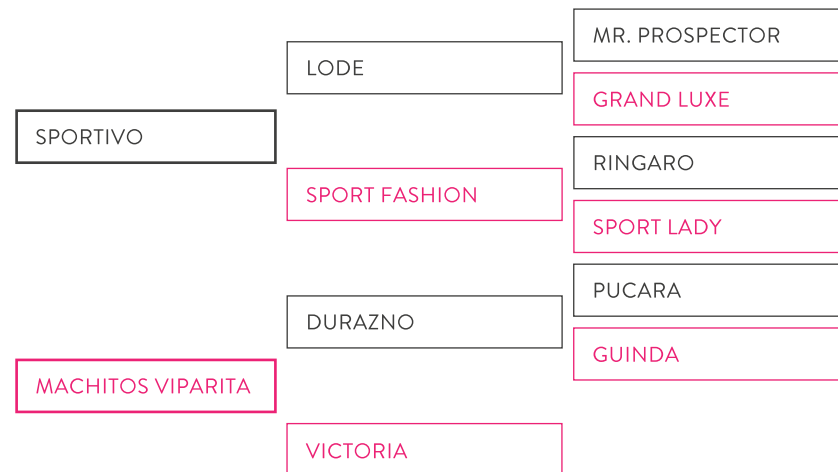 SPORTIVO
MACHITOS VIPARITA
LODE
SPORT FASHION
DURAZNO
VICTORIA
MR. PROSPECTOR
GRAND LUXE
RINGARO
SPORT LADY
PUCARA
GUINDA